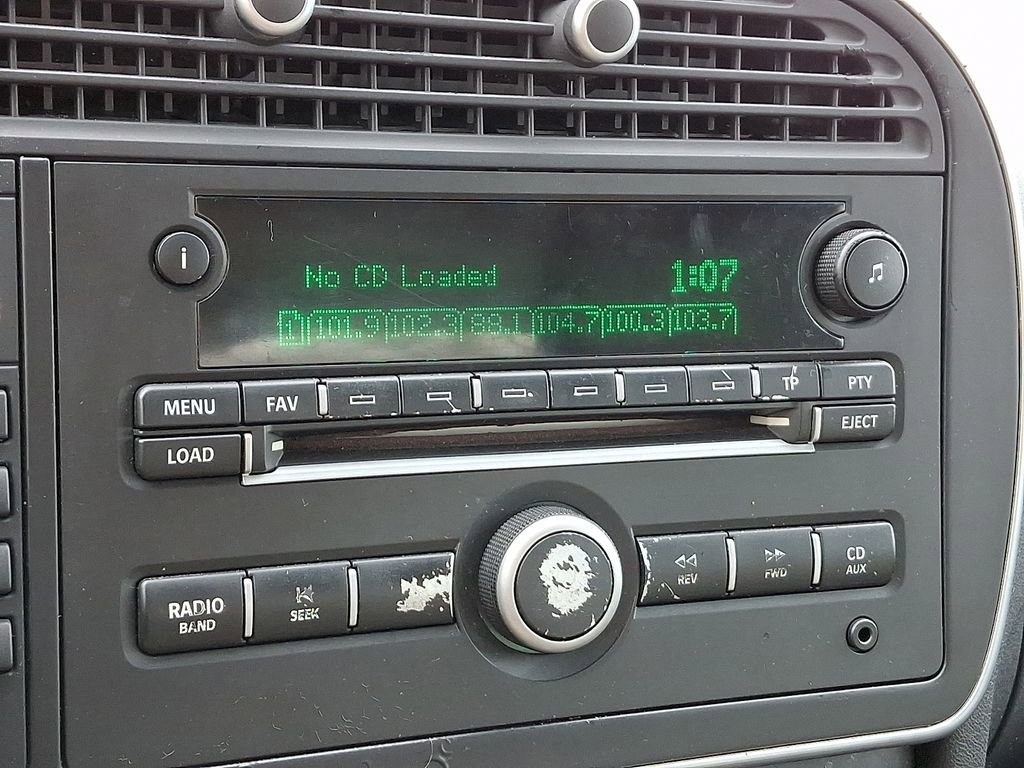 i
No CD Loaded 1:07
1 101.9 102.3 88.1 104.7 100.3 103.7
MENU FAV TP PTY
LOAD EJECT
RADIO BAND SEEK REV FWD CD AUX